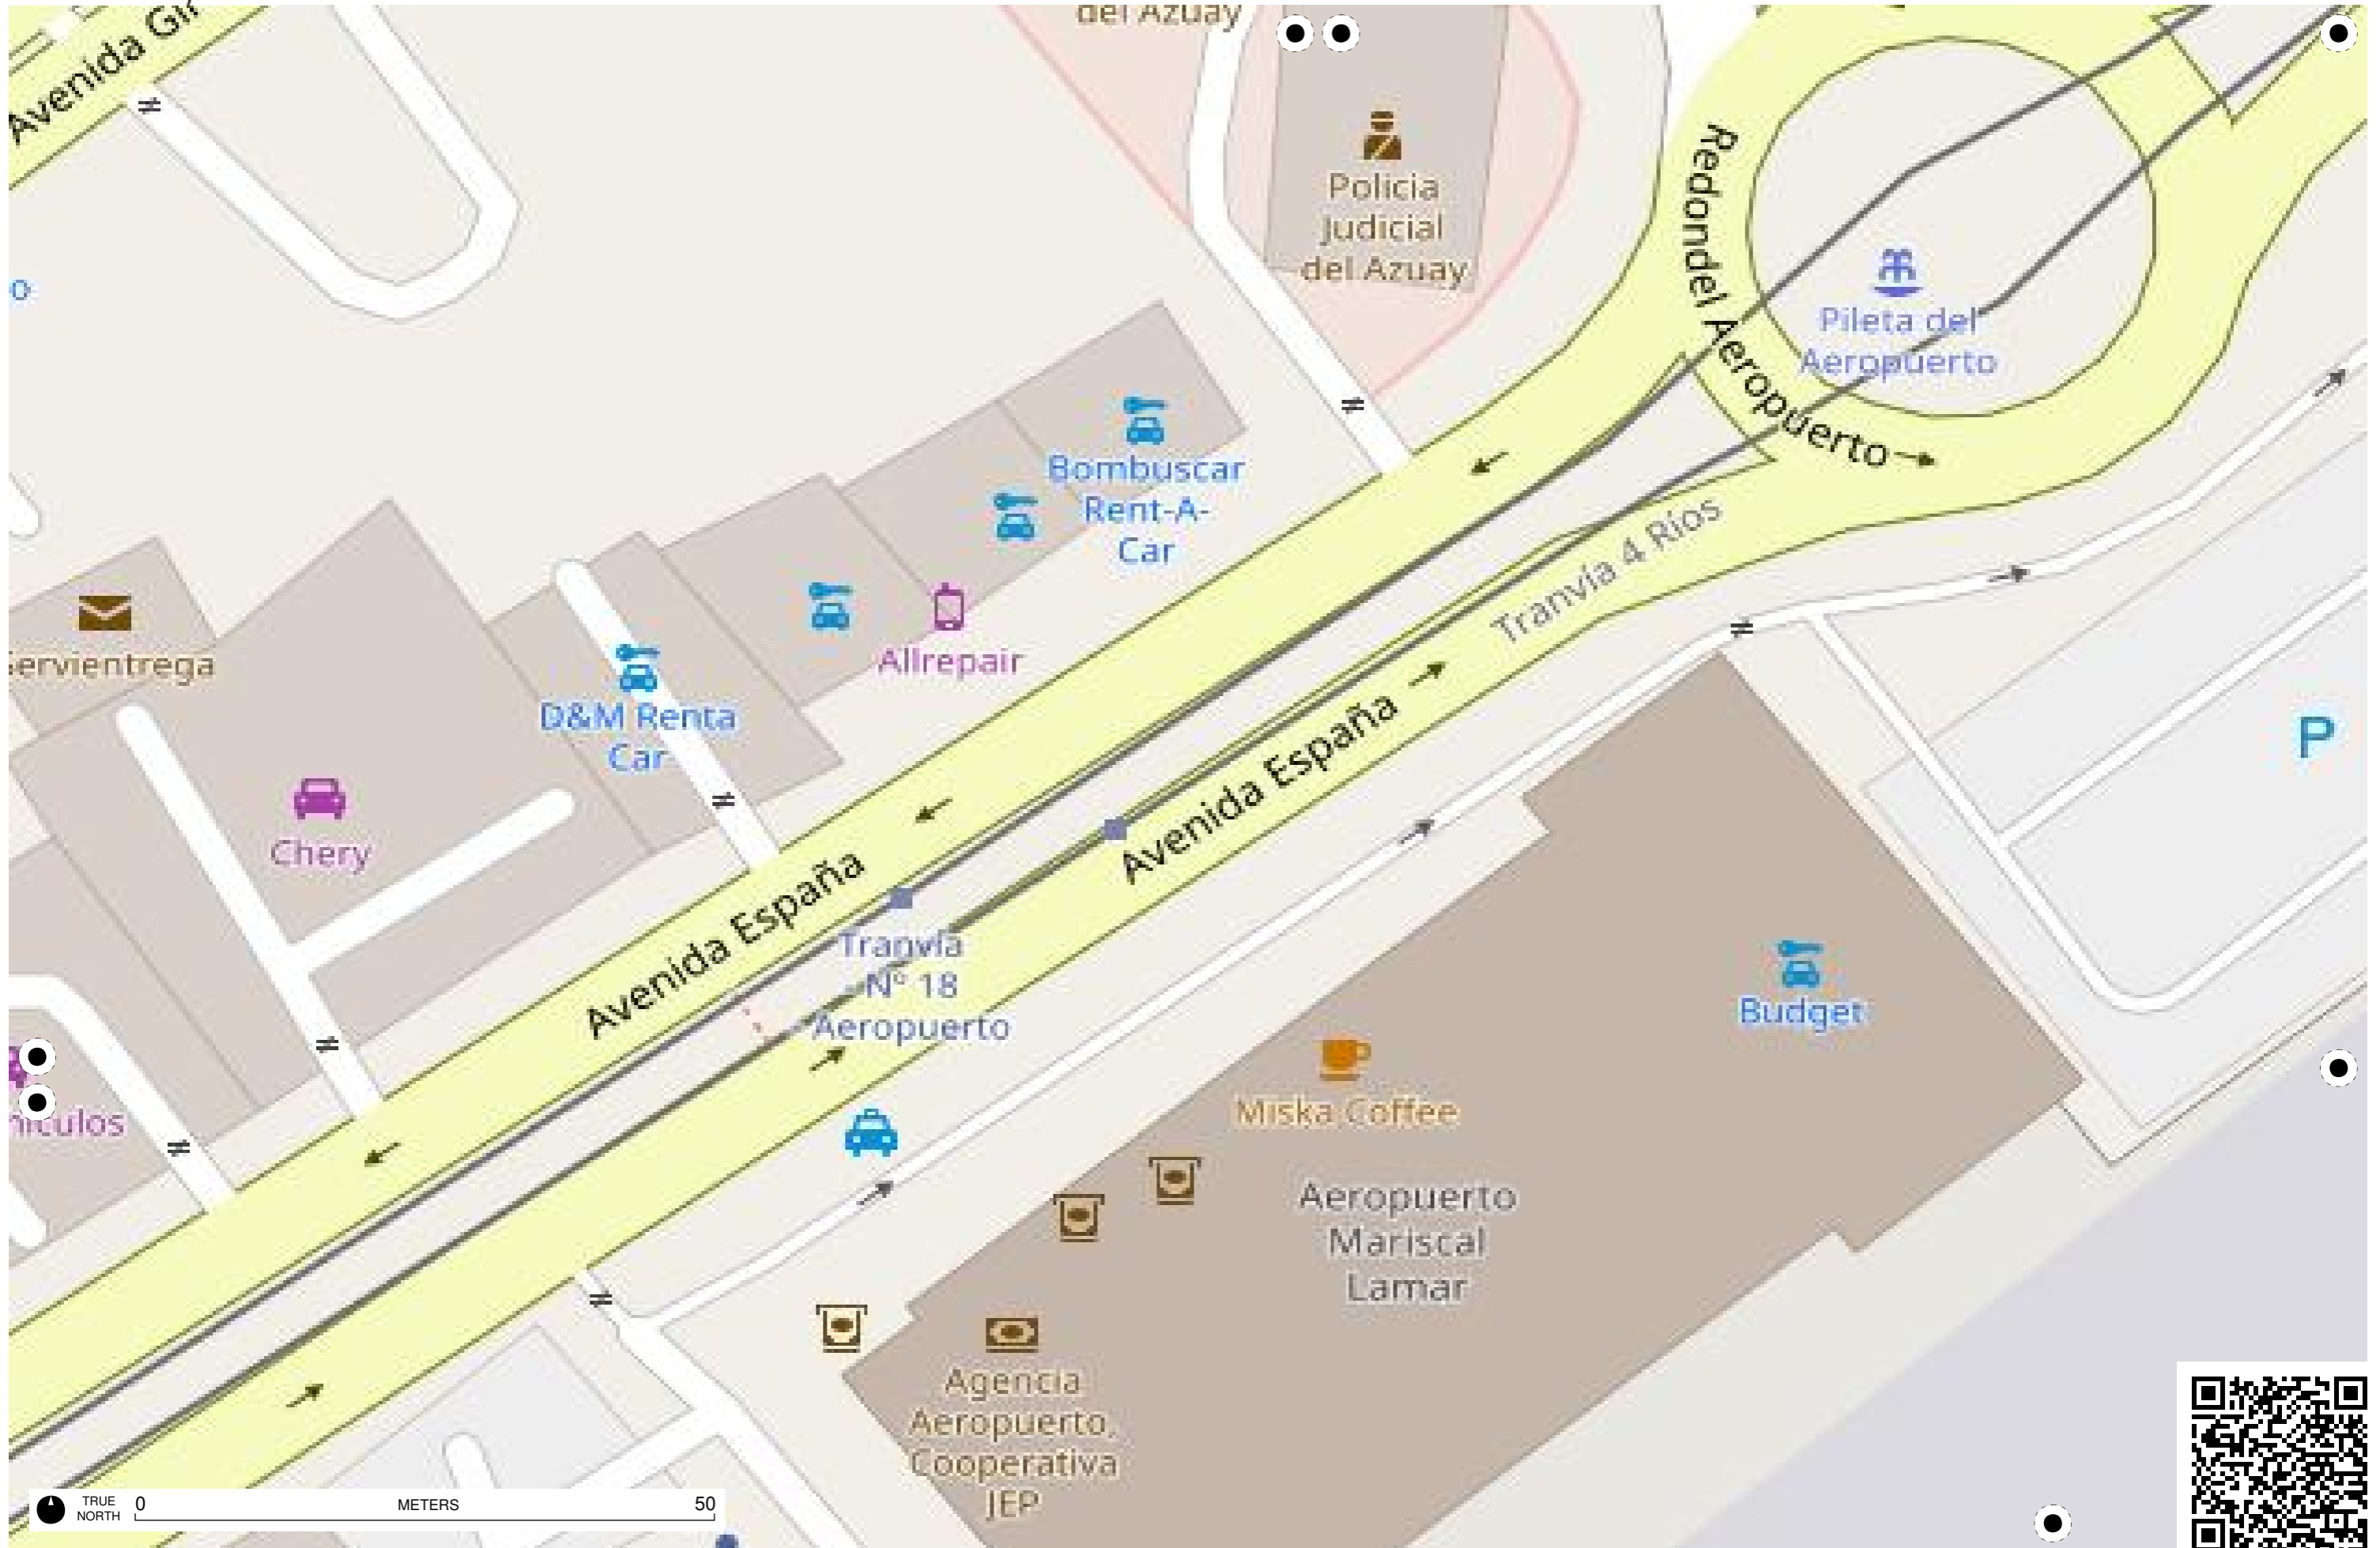 del Azuay
Avenida Gir
Policia
Judicial
del Azuay
Redondel Aeropuerto
Pileta del
Aeropuerto
o
Bombuscar
Rent-A-
Car
Tranvía 4 Ríos
Servientrega
Allrepair
D&M Renta
Car
Avenida España
P
Chery
Avenida España
Tranvía
Nº 18
Aeropuerto
Budget
Miska Coffee
hículos
Aeropuerto
Mariscal
Lamar
Agencia
Aeropuerto,
Cooperativa
JEP
TRUE
NORTH
0 METERS 50